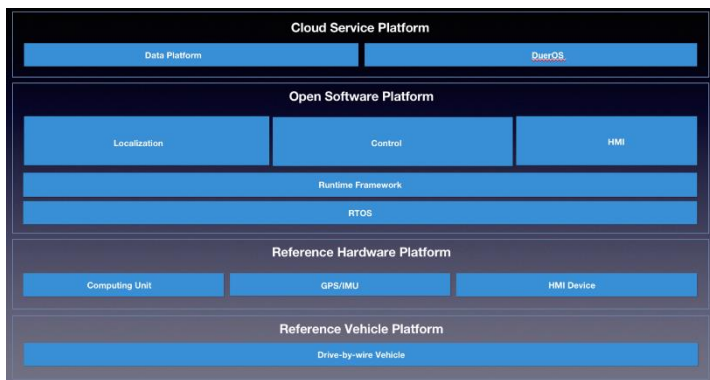 Cloud Service Platform
Data Platform
DuerOS
Open Software Platform
Localization
Control
HMI
Runtime Framework
RTOS
Reference Hardware Platform
Computing Unit
GPS/IMU
HMI Device
Reference Vehicle Platform
Drive-by-wire Vehicle